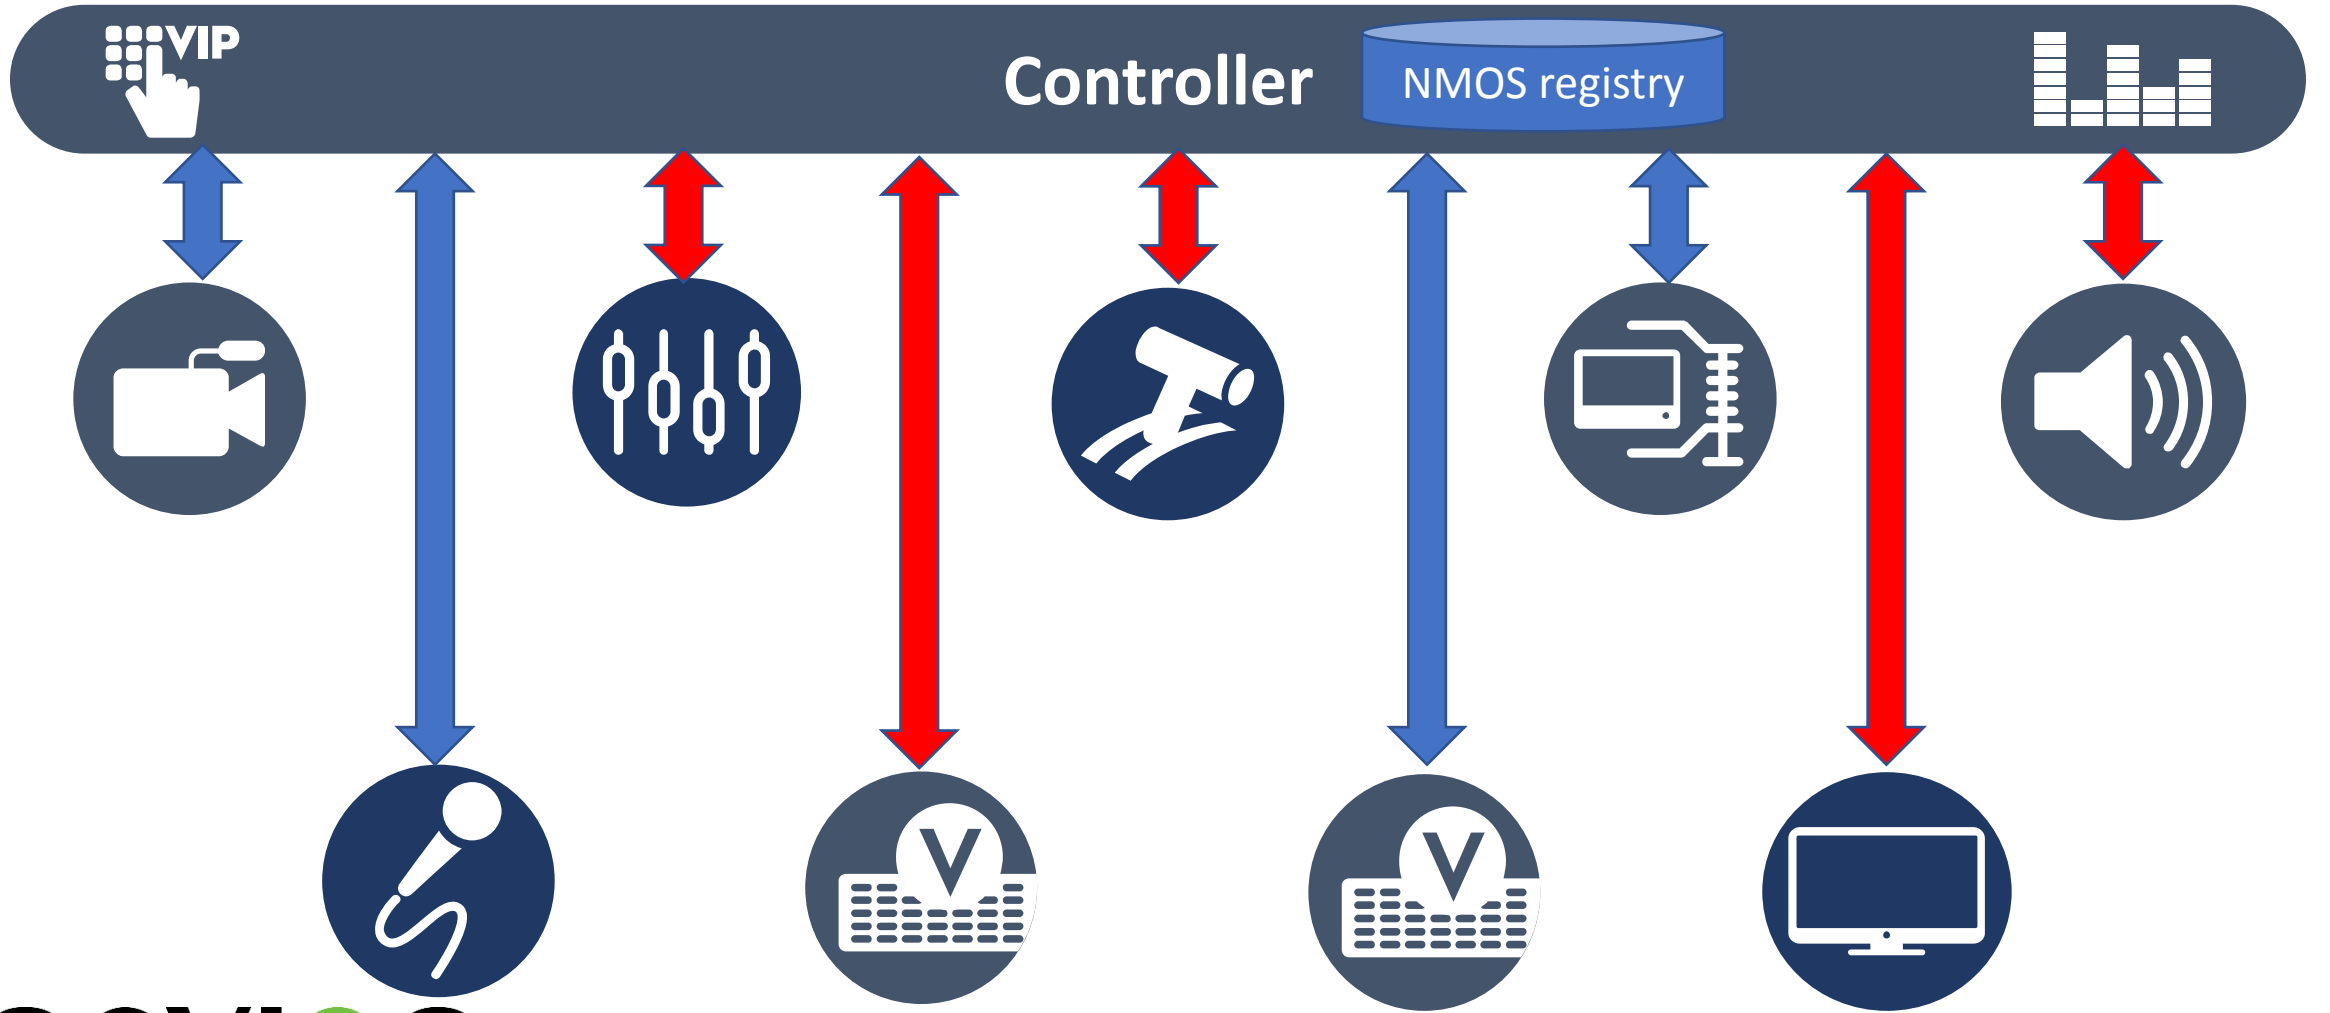 VIP
Controller
NMOS registry
V
V